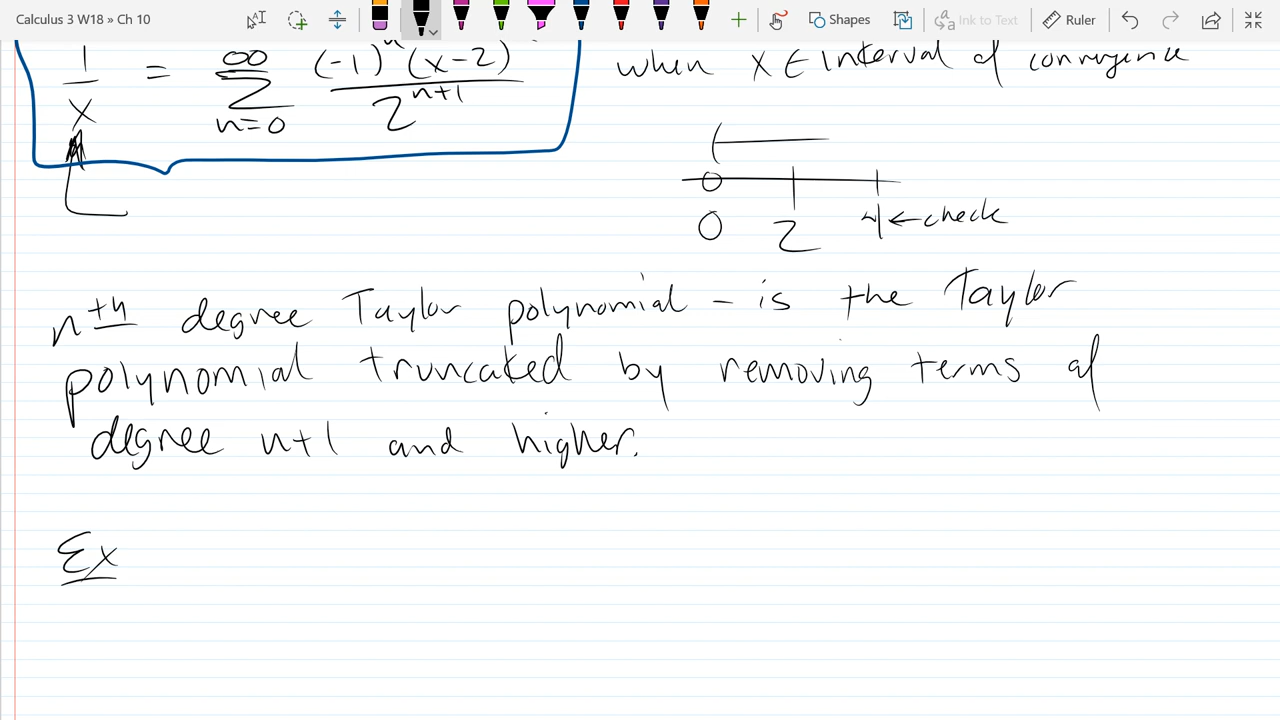 Calculus 3 W18 » Ch 10
Calculus
Shapes
Ink to Text
Ruler
1/x = ∞ Σ n=0 (-1)^n (x-2) / 2^(n+1)
when x ∈ interval of convergence
0 2 4 ← check
nth degree Taylor polynomial - is the Taylor
polynomial truncated by removing terms of
degree n+1 and higher.
Ex